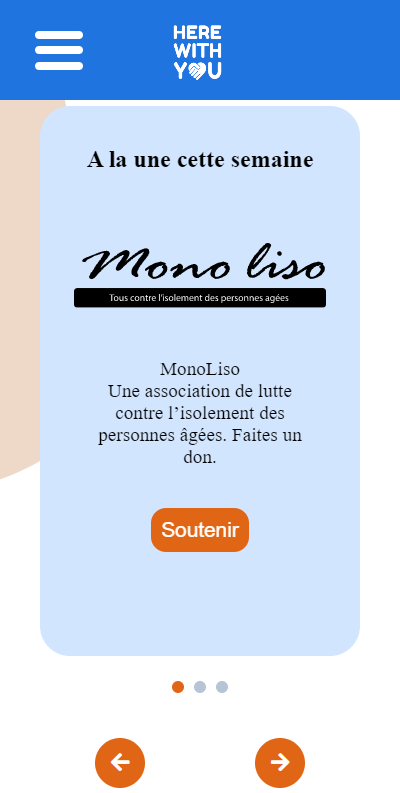 HERE
WITH
YOU
A la une cette semaine
Mono liso
Tous contre l'isolement des personnes agées
MonoLiso
Une association de lutte
contre l’isolement des
personnes âgées. Faites un
don.
Soutenir